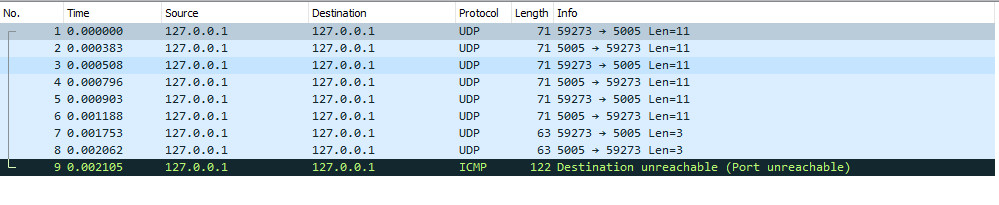 No. Time Source Destination Protocol Length Info
1 0.000000 127.0.0.1 127.0.0.1 UDP 71 59273 → 5005 Len=11
2 0.000383 127.0.0.1 127.0.0.1 UDP 71 5005 → 59273 Len=11
3 0.000508 127.0.0.1 127.0.0.1 UDP 71 59273 → 5005 Len=11
4 0.000796 127.0.0.1 127.0.0.1 UDP 71 5005 → 59273 Len=11
5 0.000903 127.0.0.1 127.0.0.1 UDP 71 59273 → 5005 Len=11
6 0.001188 127.0.0.1 127.0.0.1 UDP 71 5005 → 59273 Len=11
7 0.001753 127.0.0.1 127.0.0.1 UDP 63 59273 → 5005 Len=3
8 0.002062 127.0.0.1 127.0.0.1 UDP 63 5005 → 59273 Len=3
9 0.002105 127.0.0.1 127.0.0.1 ICMP 122 Destination unreachable (Port unreachable)